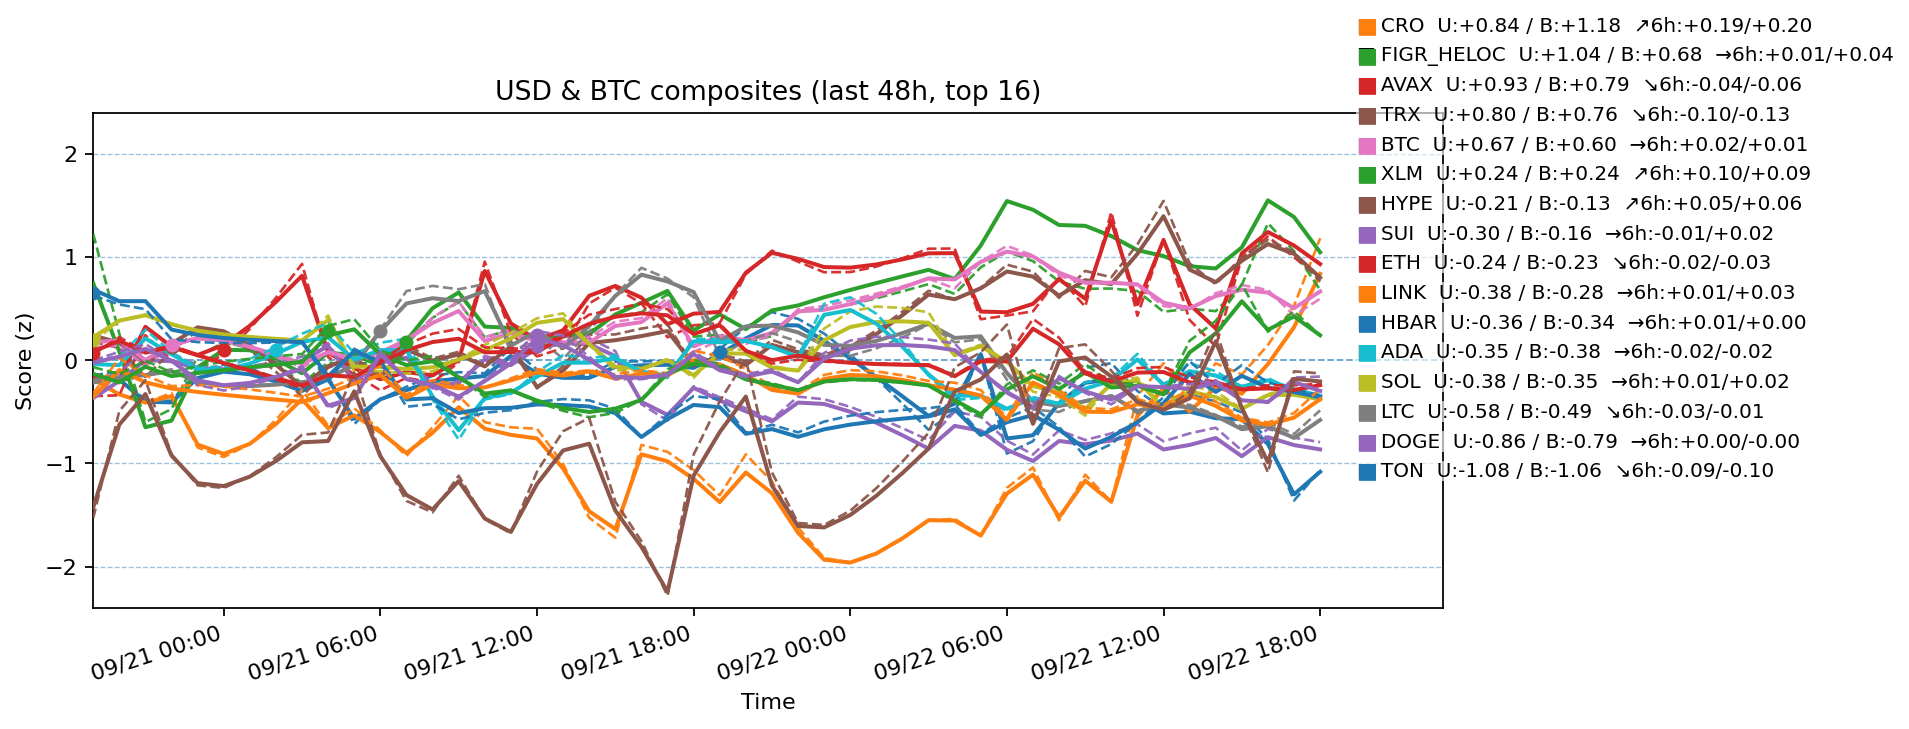 CRO U:+0.84 / B:+1.18 ↗6h:+0.19/+0.20
FIGR_HELOC U:+1.04 / B:+0.68 →6h:+0.01/+0.04
AVAX U:+0.93 / B:+0.79 ↘6h:-0.04/-0.06
TRX U:+0.80 / B:+0.76 ↘6h:-0.10/-0.13
BTC U:+0.67 / B:+0.60 →6h:+0.02/+0.01
XLM U:+0.24 / B:+0.24 ↗6h:+0.10/+0.09
HYPE U:-0.21 / B:-0.13 ↗6h:+0.05/+0.06
SUI U:-0.30 / B:-0.16 →6h:-0.01/+0.02
ETH U:-0.24 / B:-0.23 ↘6h:-0.02/-0.03
LINK U:-0.38 / B:-0.28 →6h:+0.01/+0.03
HBAR U:-0.36 / B:-0.34 →6h:+0.01/+0.00
ADA U:-0.35 / B:-0.38 →6h:-0.02/-0.02
SOL U:-0.38 / B:-0.35 →6h:+0.01/+0.02
LTC U:-0.58 / B:-0.49 ↘6h:-0.03/-0.01
DOGE U:-0.86 / B:-0.79 →6h:+0.00/-0.00
TON U:-1.08 / B:-1.06 ↘6h:-0.09/-0.10
USD & BTC composites (last 48h, top 16)
Score (z)
2
1
0
−1
−2
09/21 00:00
09/21 06:00
09/21 12:00
09/21 18:00
09/22 00:00
09/22 06:00
09/22 12:00
09/22 18:00
Time